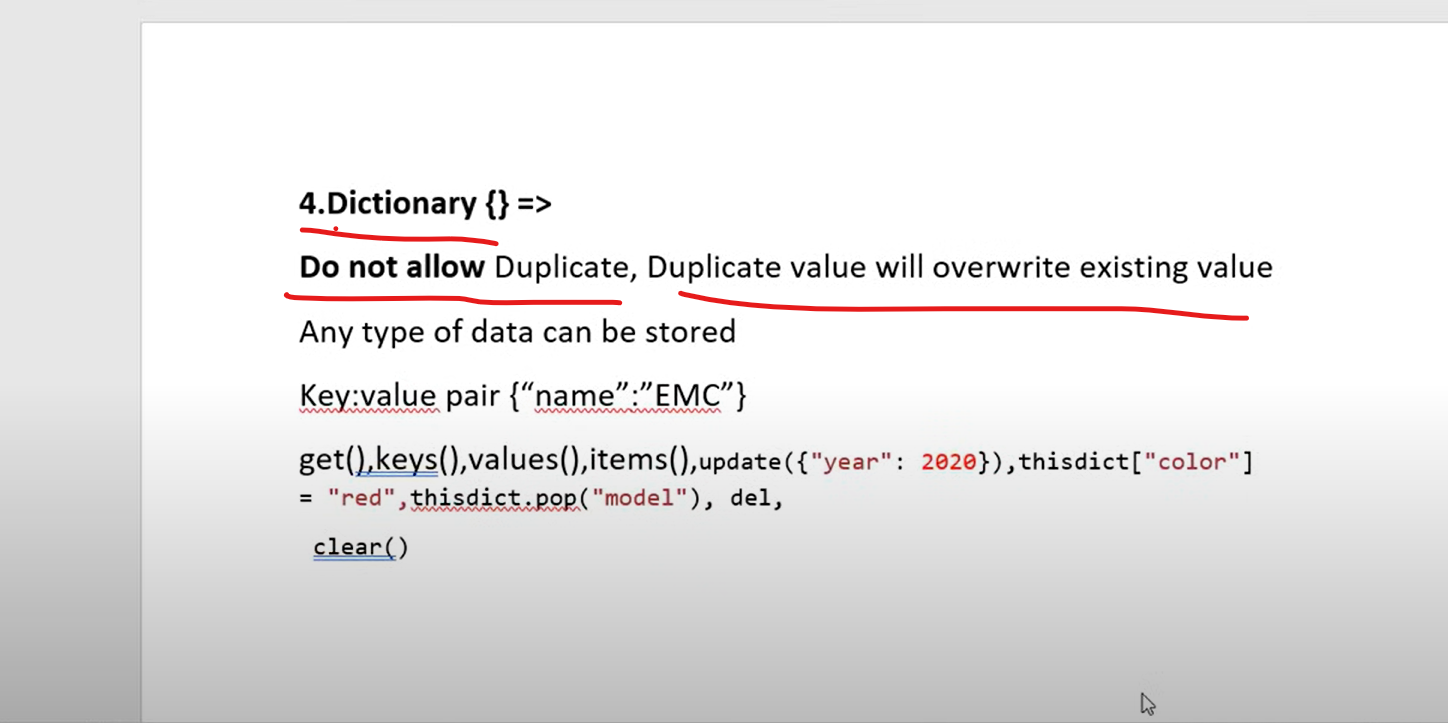 4.Dictionary {} =>
Do not allow Duplicate, Duplicate value will overwrite existing value
Any type of data can be stored
Key:value pair {“name”:”EMC”}
get(),keys(),values(),items(),update({"year": 2020}),thisdict["color"]
= "red",thisdict.pop("model"), del,
clear()